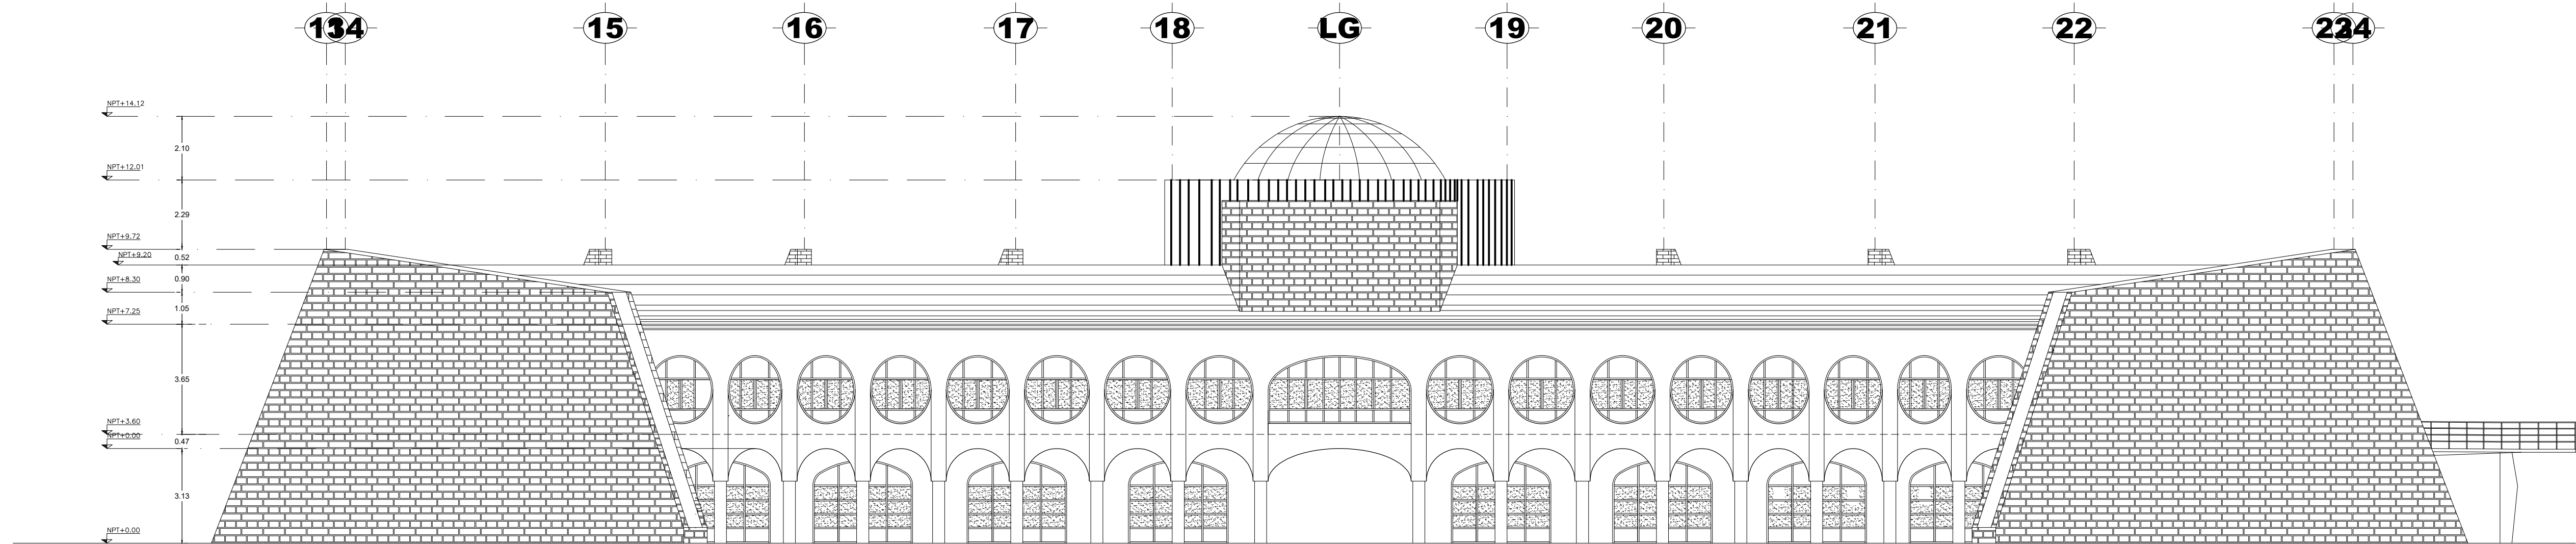 13 14 15 16 17 18 LG 19 20 21 22 23 24
NPT+14.12
2.10
NPT+12.01
2.29
NPT+9.72
NPT+9.20
0.52
0.90
NPT+8.30
1.05
NPT+7.25
3.65
NPT+3.60
NPT+0.00
0.47
3.13
NPT+0.00